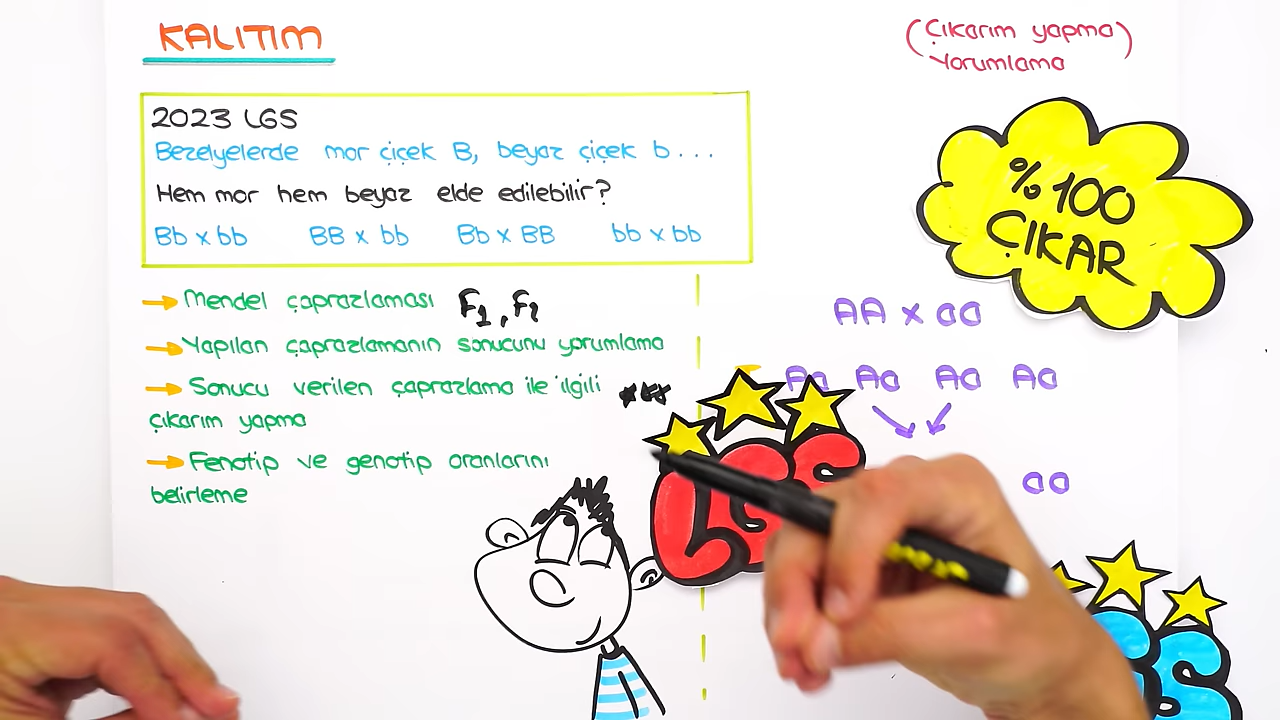 KALITIM
(Çıkarım yapma)
Yorumlama
2023 LGS
Bezelyelerde mor çiçek B, beyaz çiçek b...
Hem mor hem beyaz elde edilebilir?
Bb x bb BB x bb Bb x BB bb x bb
%100
ÇIKAR
→ Mendel çaprazlaması F1, F2
→ Yapılan çaprazlamanın sonucunu yorumlama
→ Sonucu verilen çaprazlama ile ilgili
çıkarım yapma
→ Fenotip ve genotip oranlarını
belirleme
AA x aa
Aa Aa Aa Aa
aa
LGS